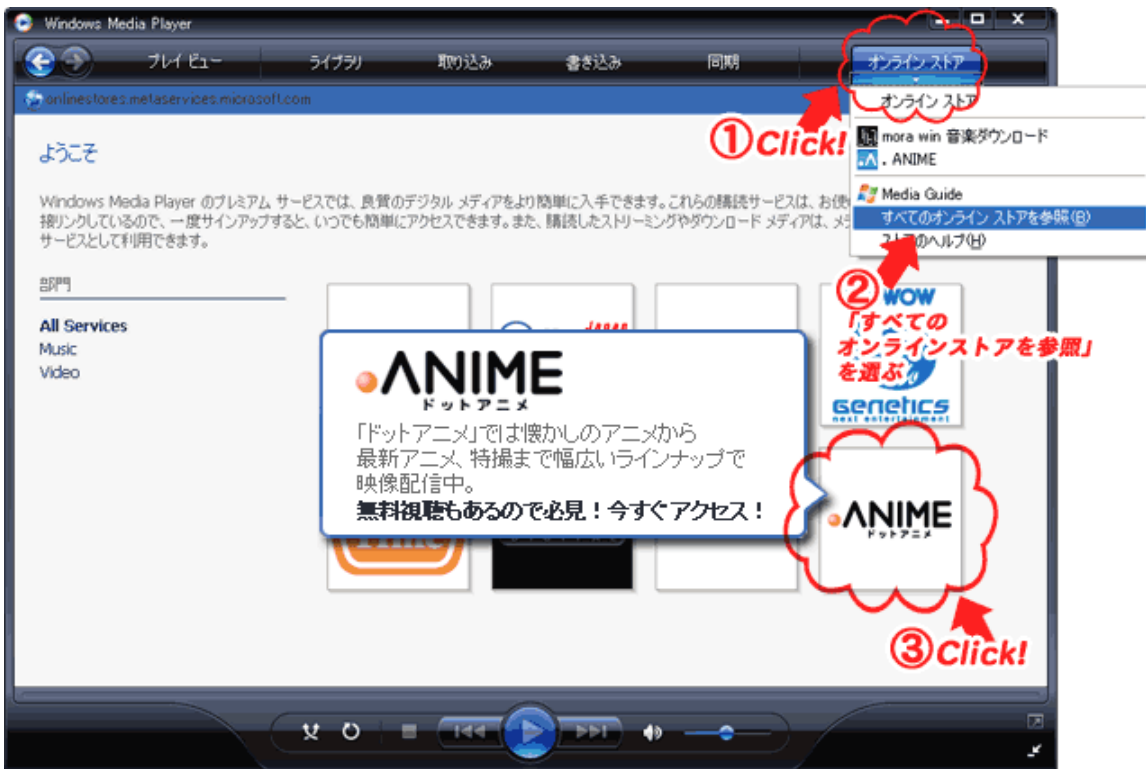 Windows Media Player
プレイ ビュー
ライブラリ
取り込み
書き込み
同期
オンライン ストア
onlinestores.metaservices.microsoft.com
オンライン ストア
mora win 音楽ダウンロード
. ANIME
Media Guide
すべてのオンライン ストアを参照(B)
ストアのヘルプ(H)
①Click!
ようこそ
Windows Media Player のプレミアム サービスでは、良質のデジタル メディアをより簡単に入手できます。これらの購読サービスは、お使
接リンクしているので、一度サインアップすると、いつでも簡単にアクセスできます。また、購読したストリーミングやダウンロード メディアは、メ
サービスとして利用できます。
部門
All Services
Music
Video
②
「すべての
オンラインストアを参照」
を選ぶ
WOW
Genetics
next entertainment
JAPAN
.ANIME
ドットアニメ
「ドットアニメ」では懐かしのアニメから
最新アニメ、特撮まで幅広いラインナップで
映像配信中。
無料視聴もあるので必見！今すぐアクセス！
.ANIME
ドットアニメ
③Click!